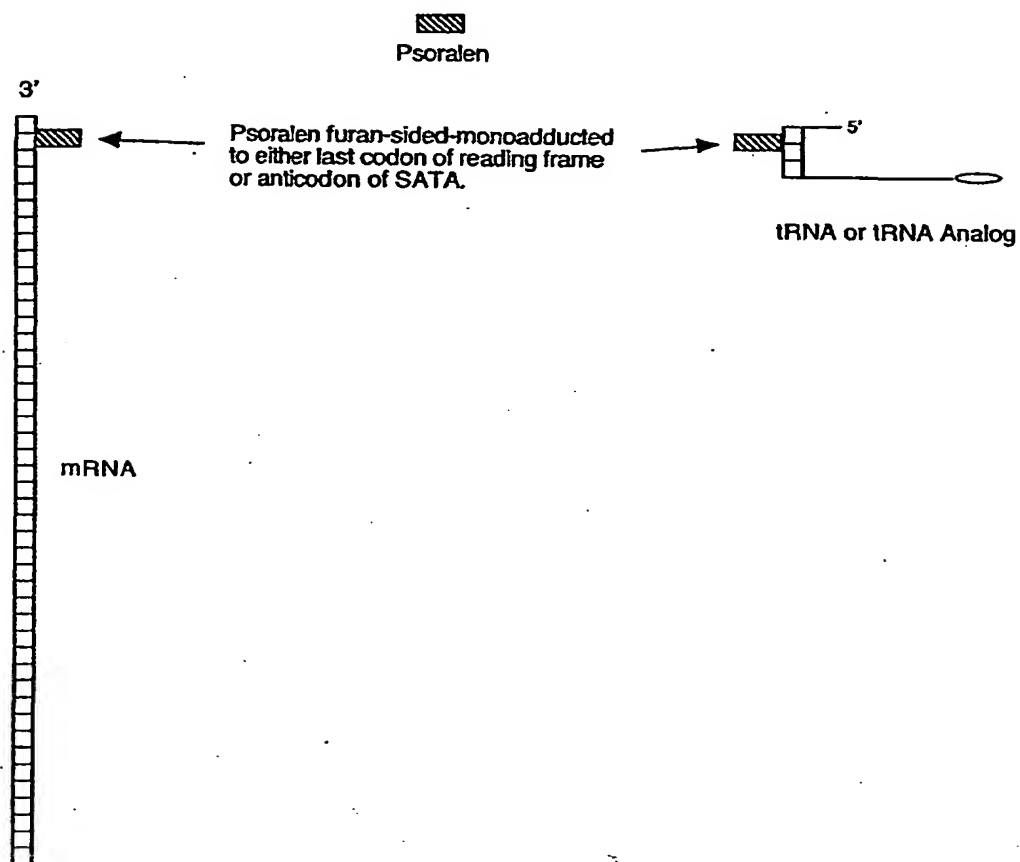 Psoralen
3'
Psoralen furan-sided-monoadducted
to either last codon of reading frame
or anticodon of SATA.
5'
tRNA or tRNA Analog
mRNA